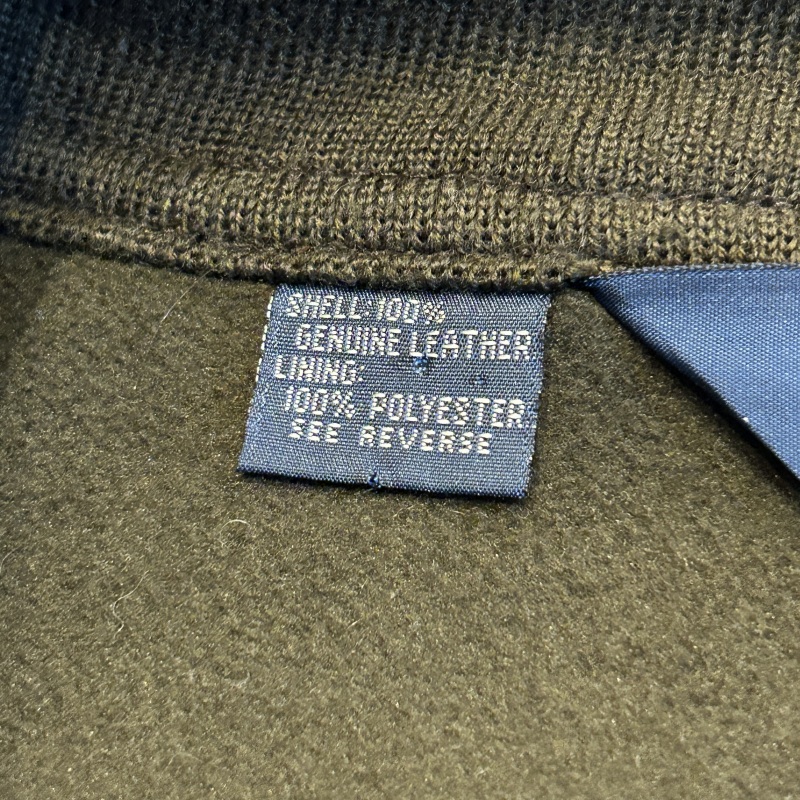 SHELL:100%
GENUINE LEATHER
LINING:
100% POLYESTER
SEE REVERSE